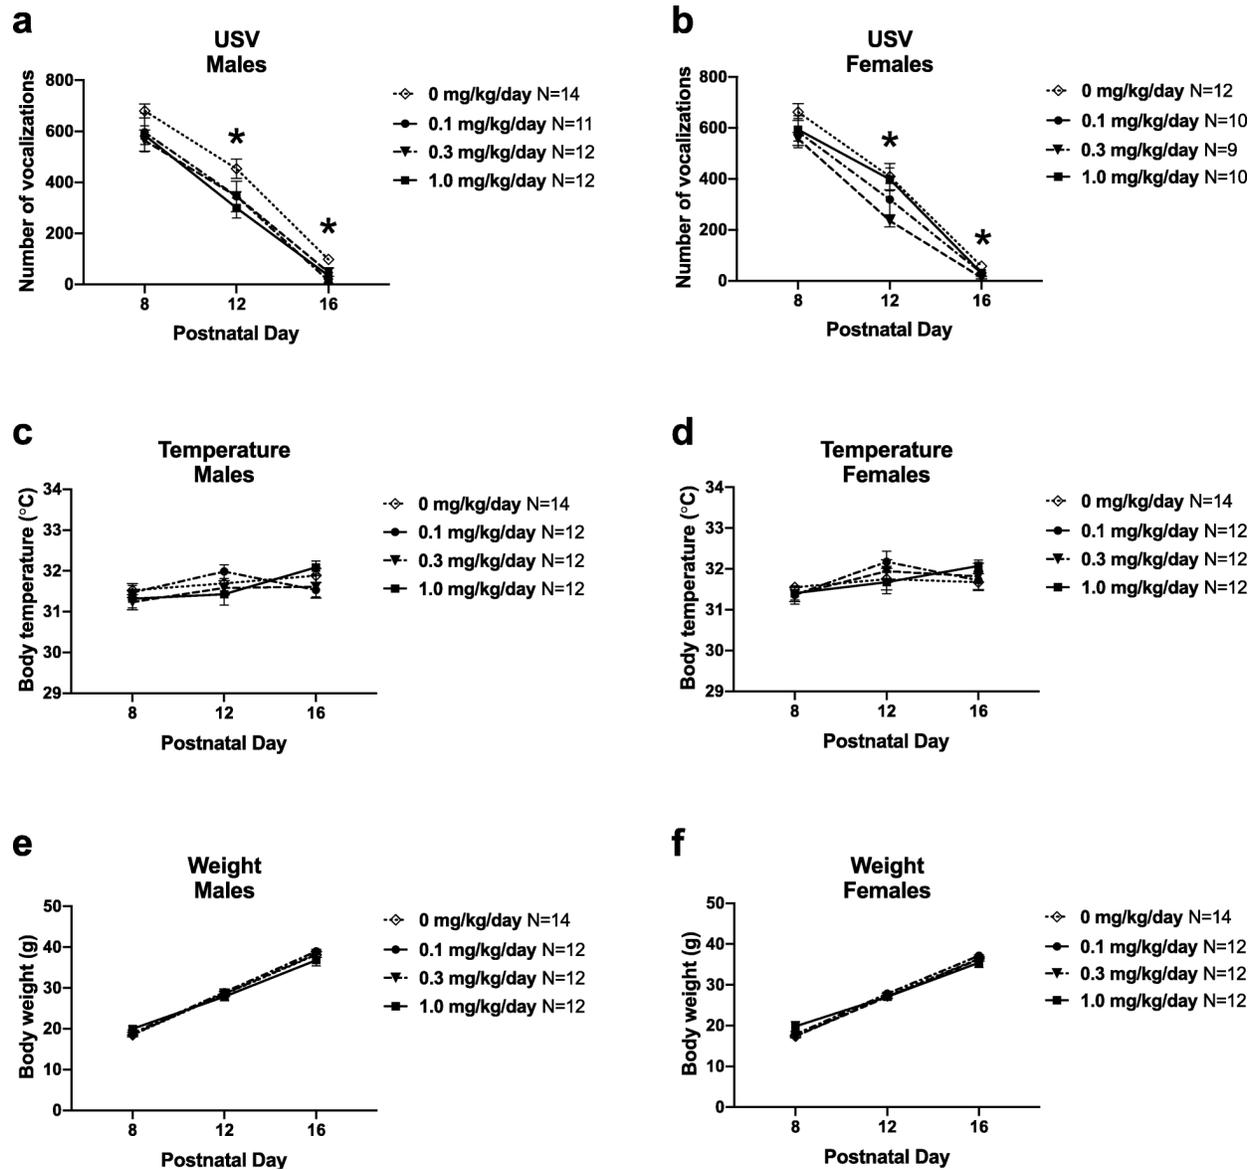 a
USV
Males
Number of vocalizations
800
600
400
200
0
*
*
8
12
16
Postnatal Day
0 mg/kg/day N=14
0.1 mg/kg/day N=11
0.3 mg/kg/day N=12
1.0 mg/kg/day N=12
b
USV
Females
Number of vocalizations
800
600
400
200
0
*
*
8
12
16
Postnatal Day
0 mg/kg/day N=12
0.1 mg/kg/day N=10
0.3 mg/kg/day N=9
1.0 mg/kg/day N=10
c
Temperature
Males
Body temperature (°C)
34
33
32
31
30
29
8
12
16
Postnatal Day
0 mg/kg/day N=14
0.1 mg/kg/day N=12
0.3 mg/kg/day N=12
1.0 mg/kg/day N=12
d
Temperature
Females
Body temperature (°C)
34
33
32
31
30
29
8
12
16
Postnatal Day
0 mg/kg/day N=14
0.1 mg/kg/day N=12
0.3 mg/kg/day N=12
1.0 mg/kg/day N=12
e
Weight
Males
Body weight (g)
50
40
30
20
10
0
8
12
16
Postnatal Day
0 mg/kg/day N=14
0.1 mg/kg/day N=12
0.3 mg/kg/day N=12
1.0 mg/kg/day N=12
f
Weight
Females
Body weight (g)
50
40
30
20
10
0
8
12
16
Postnatal Day
0 mg/kg/day N=14
0.1 mg/kg/day N=12
0.3 mg/kg/day N=12
1.0 mg/kg/day N=12